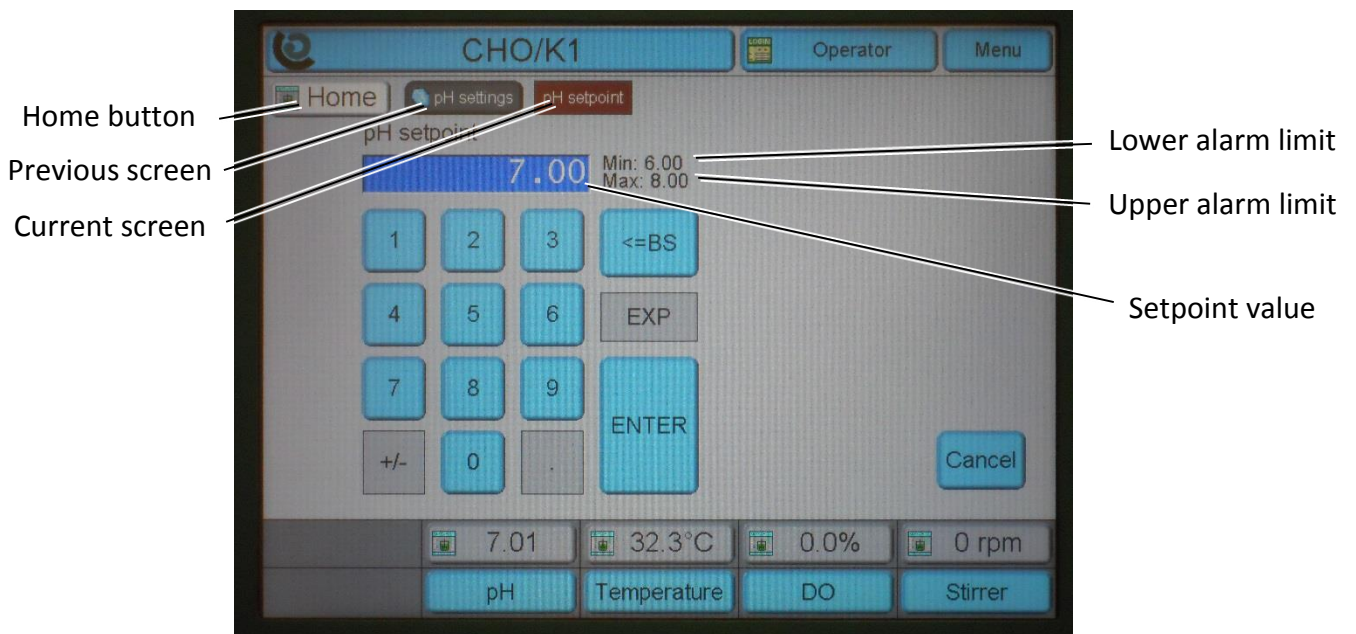 CHO/K1
LOGIN
Operator
Menu
Home
pH settings
pH setpoint
Home button
pH setpoint
Lower alarm limit
Previous screen
7.00
Min: 6.00
Max: 8.00
Upper alarm limit
Current screen
1 2 3 <=BS
Setpoint value
4 5 6 EXP
7 8 9
ENTER
+/- 0 .
Cancel
7.01 32.3°C 0.0% 0 rpm
pH Temperature DO Stirrer